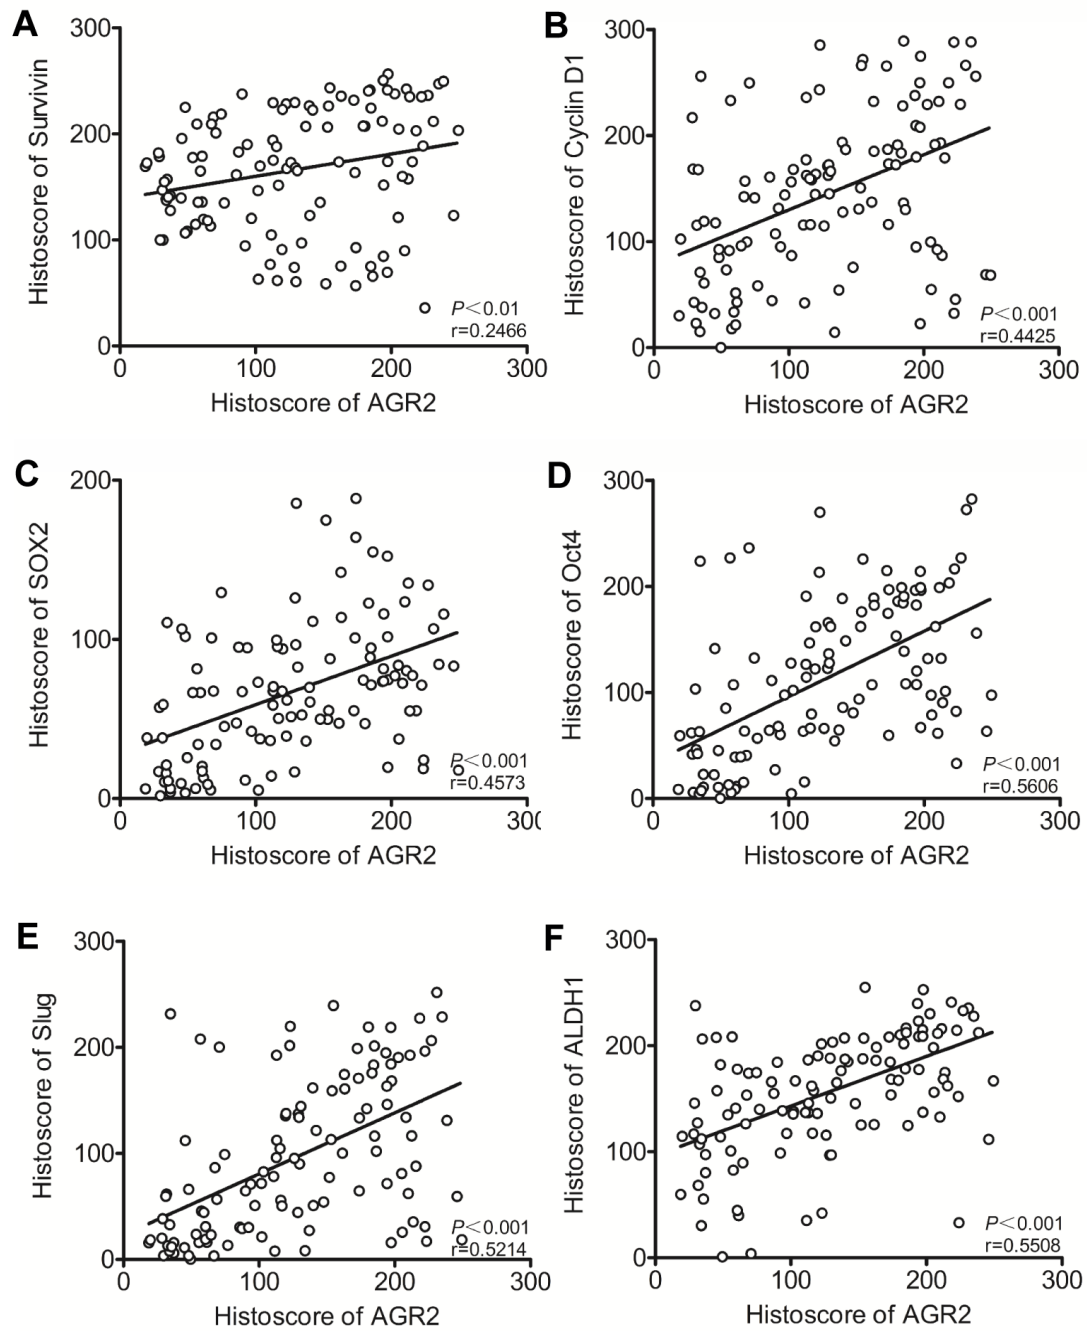 A
Histoscore of Survivin
300
200
100
0
0 100 200 300
P<0.01
r=0.2466
Histoscore of AGR2
B
Histoscore of Cyclin D1
300
200
100
0
0 100 200 300
P<0.001
r=0.4425
Histoscore of AGR2
C
Histoscore of SOX2
200
100
0
0 100 200 300
P<0.001
r=0.4573
Histoscore of AGR2
D
Histoscore of Oct4
300
200
100
0
0 100 200 300
P<0.001
r=0.5606
Histoscore of AGR2
E
Histoscore of Slug
300
200
100
0
0 100 200 300
P<0.001
r=0.5214
Histoscore of AGR2
F
Histoscore of ALDH1
300
200
100
0
0 100 200 300
P<0.001
r=0.5508
Histoscore of AGR2